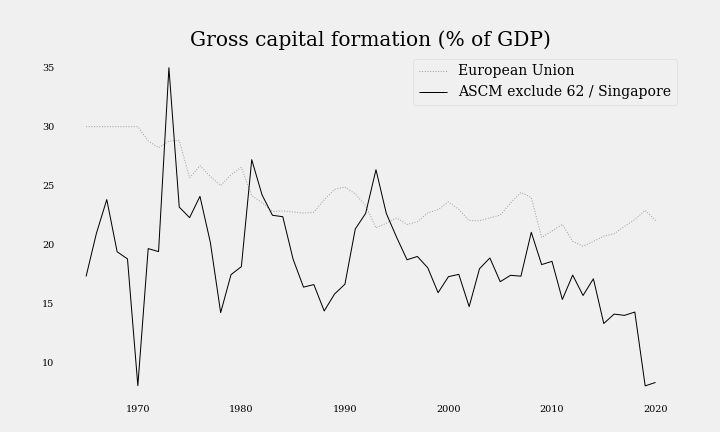 Gross capital formation (% of GDP)
European Union
ASCM exclude 62 / Singapore
35
30
25
20
15
10
1970 1980 1990 2000 2010 2020